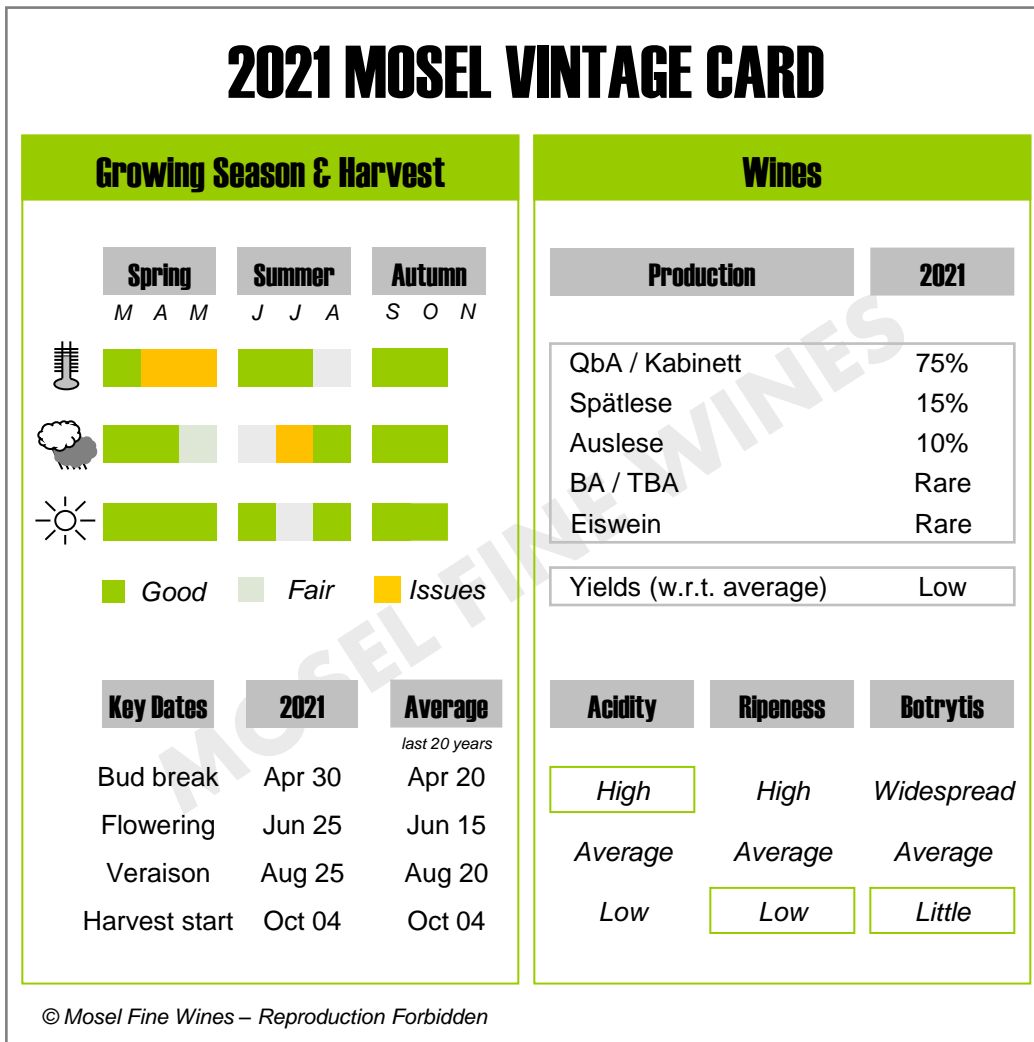 2021 MOSEL VINTAGE CARD
Growing Season & Harvest
Spring Summer Autumn
M A M J J A S O N
Good Fair Issues
Key Dates 2021 Average
last 20 years
Bud break Apr 30 Apr 20
Flowering Jun 25 Jun 15
Veraison Aug 25 Aug 20
Harvest start Oct 04 Oct 04
Wines
Production 2021
QbA / Kabinett 75%
Spätlese 15%
Auslese 10%
BA / TBA Rare
Eiswein Rare
Yields (w.r.t. average) Low
Acidity Ripeness Botrytis
High High Widespread
Average Average Average
Low Low Little
MOSEL FINE WINES
© Mosel Fine Wines – Reproduction Forbidden